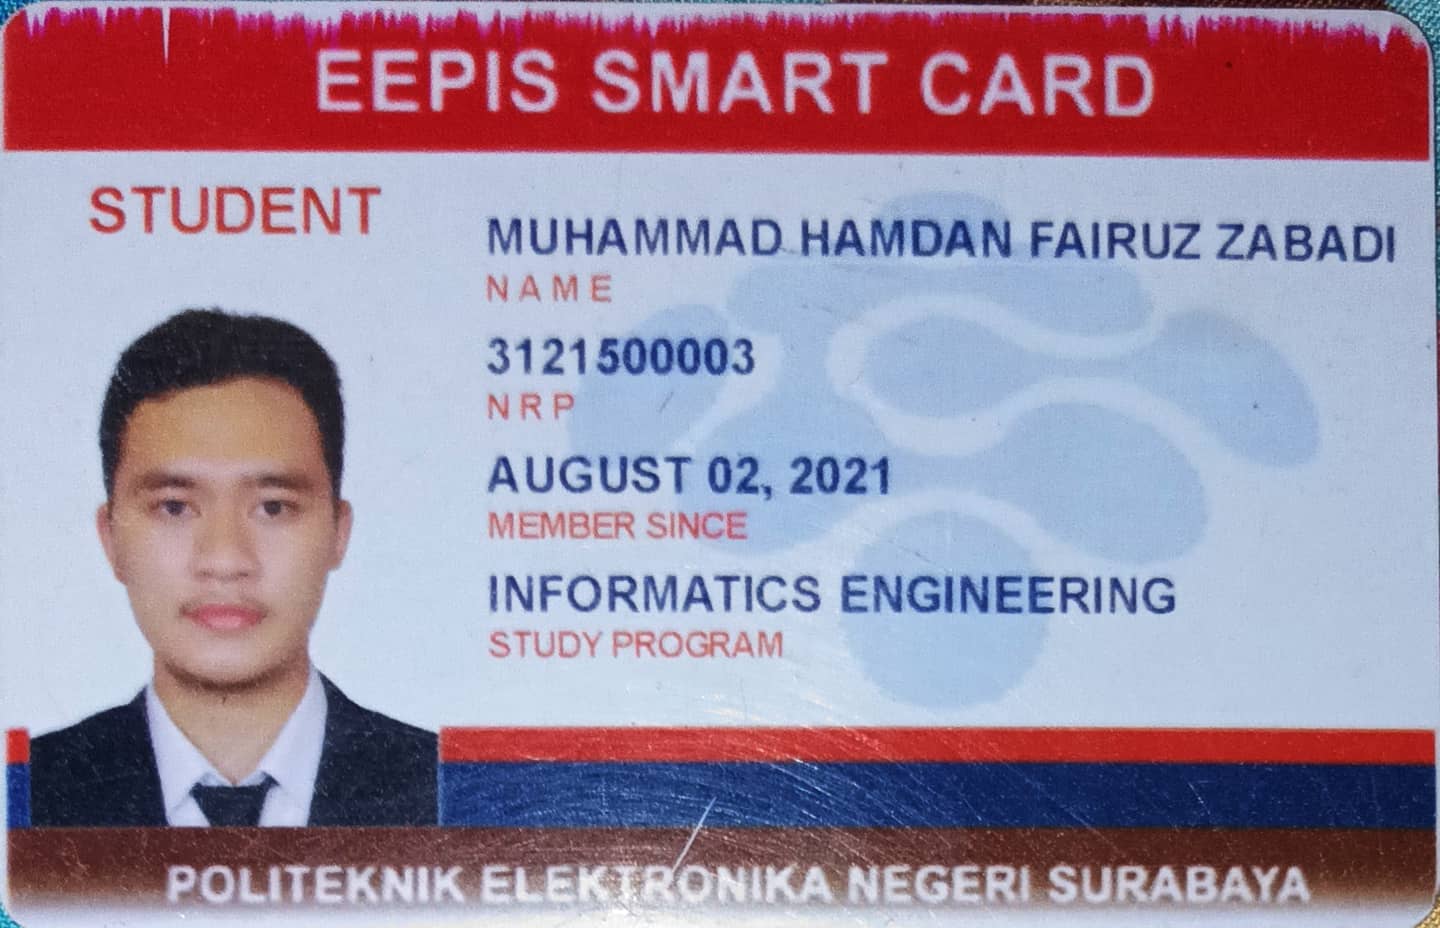 EEPIS SMART CARD
STUDENT
MUHAMMAD HAMDAN FAIRUZ ZABADI
NAME
3121500003
NRP
AUGUST 02, 2021
MEMBER SINCE
INFORMATICS ENGINEERING
STUDY PROGRAM
POLITEKNIK ELEKTRONIKA NEGERI SURABAYA